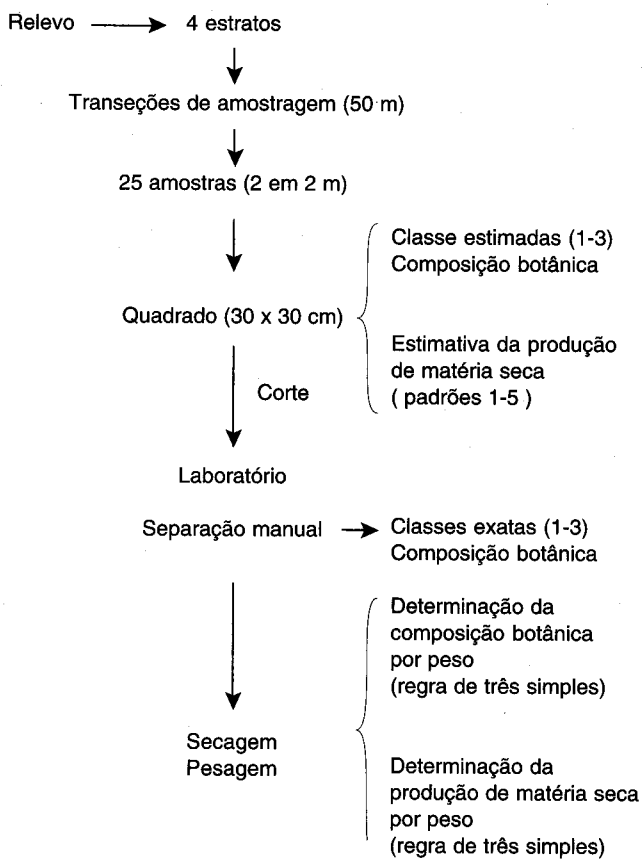 Relevo 4 estratos
Transeções de amostragem (50 m)
25 amostras (2 em 2 m)
Quadrado (30 x 30 cm)
Classe estimadas (1-3)
Composição botânica
Estimativa da produção
de matéria seca
( padrões 1-5 )
Corte
Laboratório
Separação manual
Classes exatas (1-3)
Composição botânica
Secagem
Pesagem
Determinação da
composição botânica
por peso
(regra de três simples)
Determinação da
produção de matéria seca
por peso
(regra de três simples)